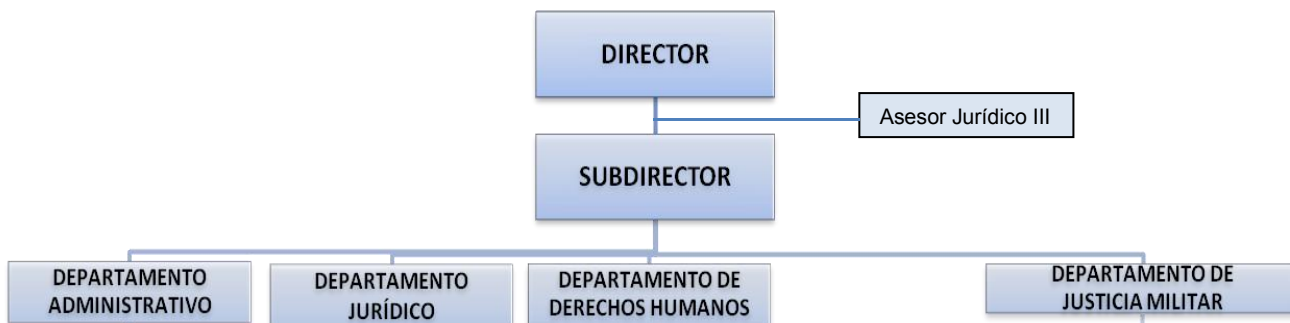 DIRECTOR
Asesor Jurídico III
SUBDIRECTOR
DEPARTAMENTO
ADMINISTRATIVO
DEPARTAMENTO
JURÍDICO
DEPARTAMENTO DE
DERECHOS HUMANOS
DEPARTAMENTO DE
JUSTICIA MILITAR